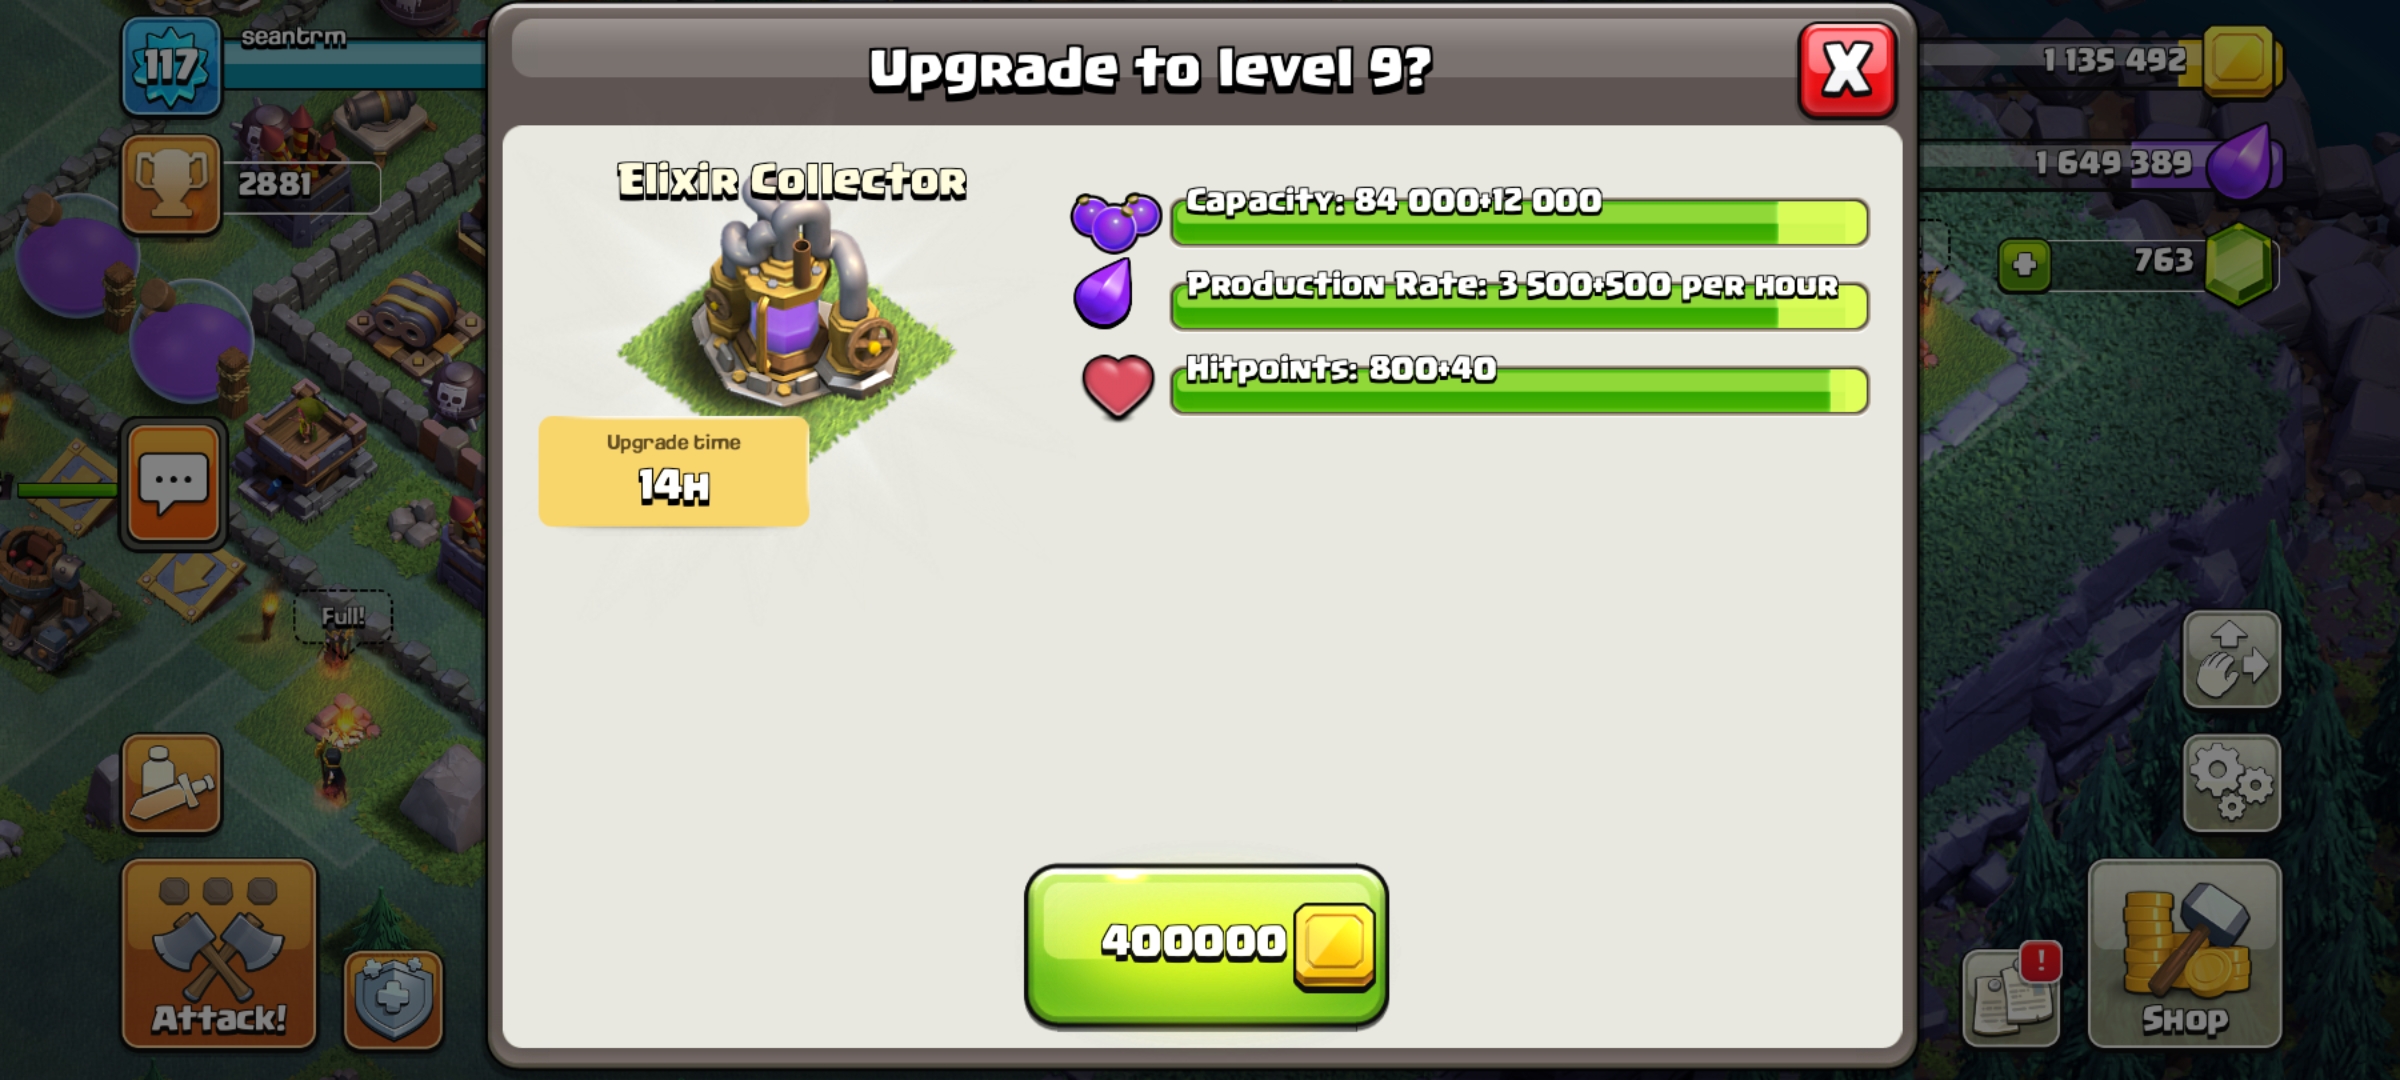 117
seantrm
Upgrade to level 9?
X
1 135 492
2881
Elixir Collector
Capacity: 84 000+12 000
1 649 389
Production Rate: 3 500+500 per hour
763
Hitpoints: 800+40
Upgrade time
14H
Full!
400000
Attack!
!
Shop